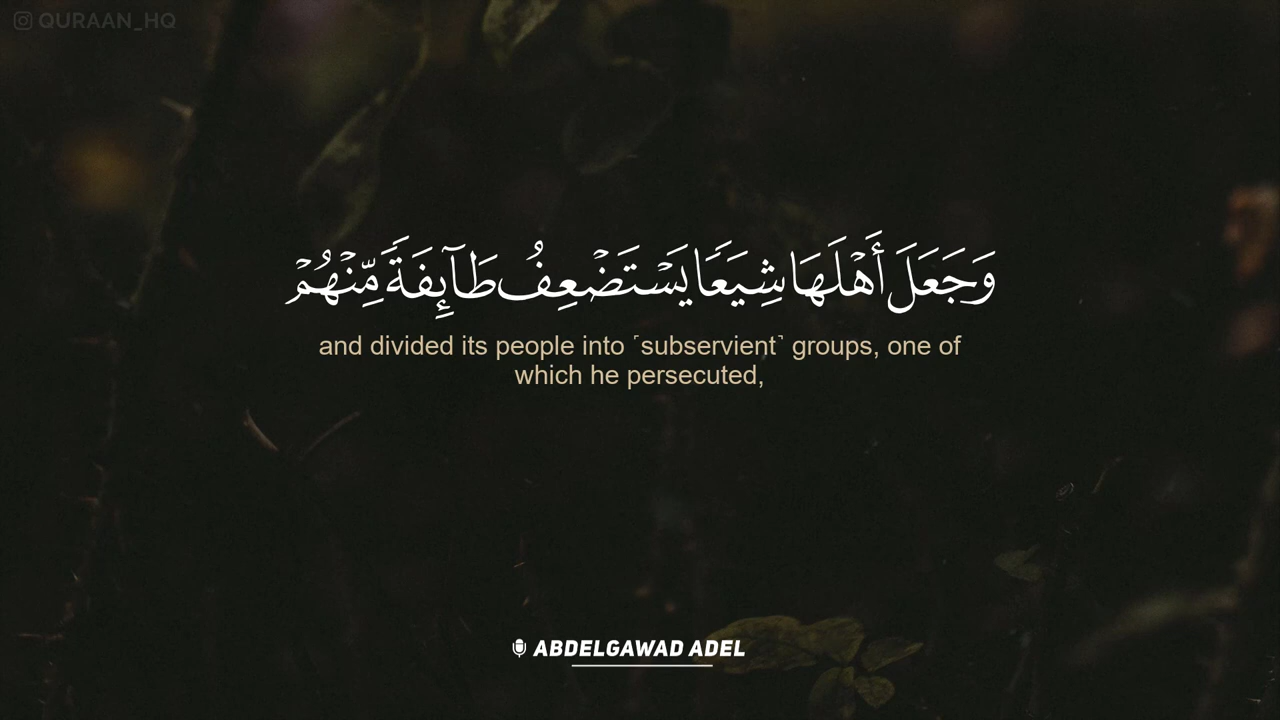 QURAAN_HQ
وَجَعَلَ أَهْلَهَا شِيَعًا يَسْتَضْعِفُ طَآئِفَةً مِّنْهُمْ
and divided its people into ˹subservient˺ groups, one of
which he persecuted,
ABDELGAWAD ADEL